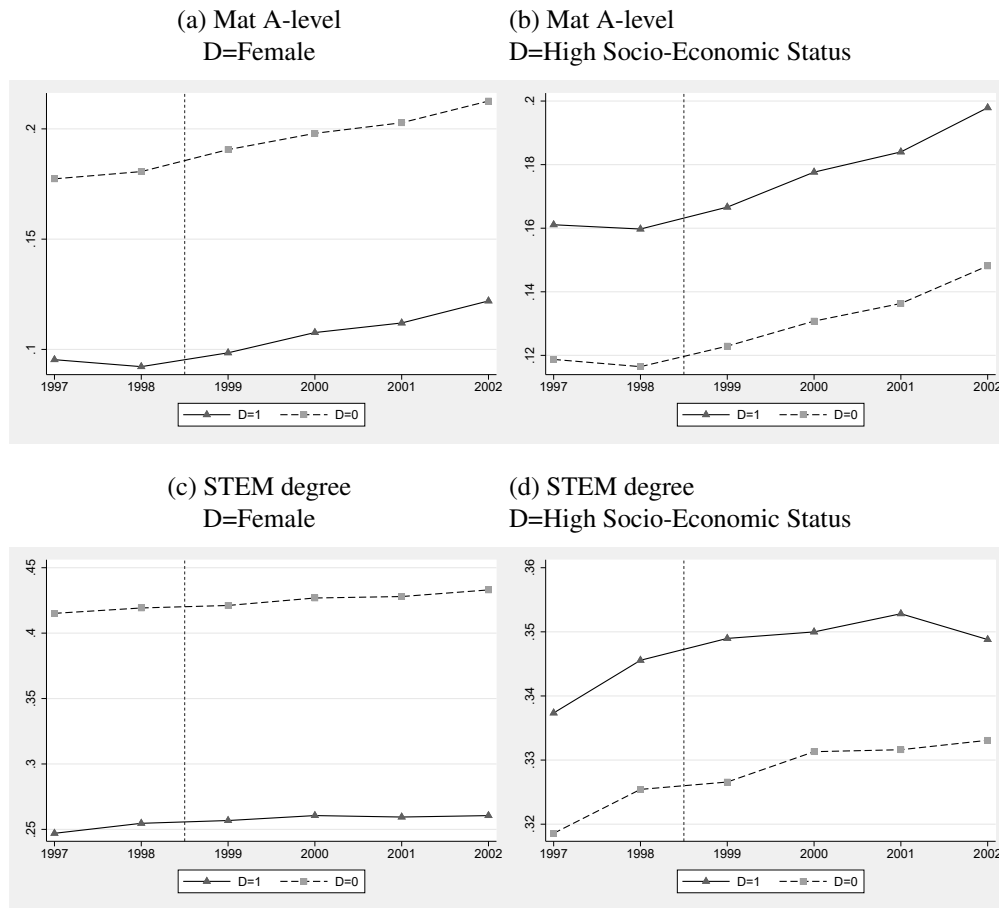 (a) Mat A-level
D=Female
.2
.15
.1
1997 1998 1999 2000 2001 2002
D=1 D=0
(b) Mat A-level
D=High Socio-Economic Status
.2
.18
.16
.14
.12
1997 1998 1999 2000 2001 2002
D=1 D=0
(c) STEM degree
D=Female
.45
.4
.35
.3
.25
1997 1998 1999 2000 2001 2002
D=1 D=0
(d) STEM degree
D=High Socio-Economic Status
.36
.35
.34
.33
.32
1997 1998 1999 2000 2001 2002
D=1 D=0